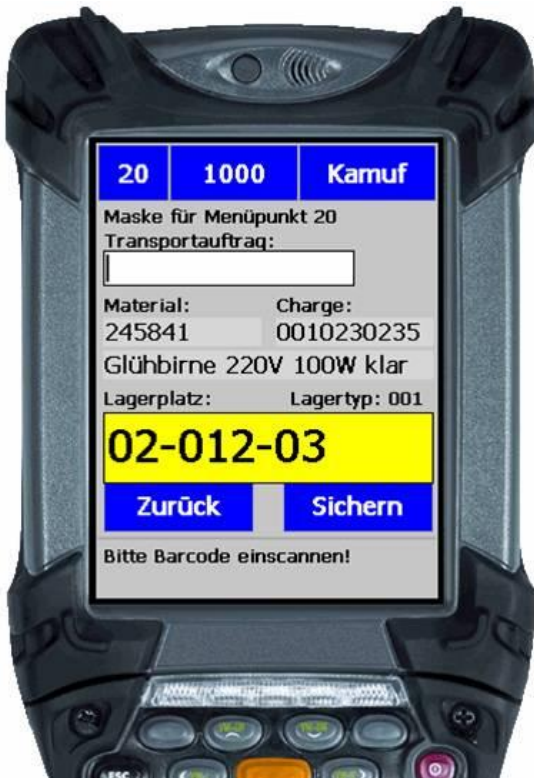 20 1000 Kamuf
Maske für Menüpunkt 20
Transportauftrag:
Material: Charge:
245841 0010230235
Glühbirne 220V 100W klar
Lagerplatz: Lagertyp: 001
02-012-03
Zurück Sichern
Bitte Barcode einscannen!
ESC